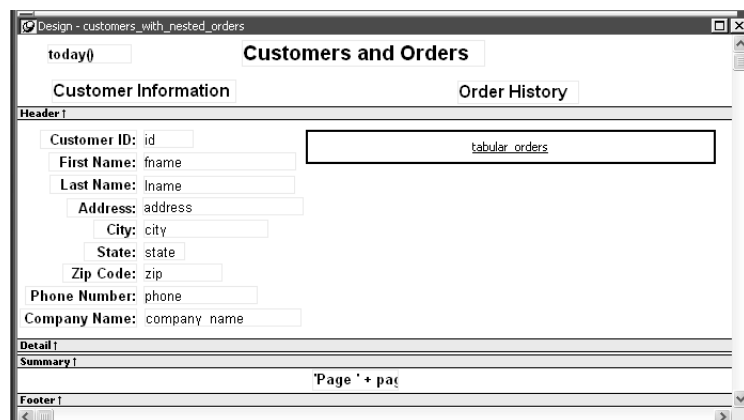 Design - customers_with_nested_orders
today()
Customers and Orders
Customer Information
Order History
Header ↑
Customer ID: id
tabular_orders
First Name: fname
Last Name: lname
Address: address
City: city
State: state
Zip Code: zip
Phone Number: phone
Company Name: company_name
Detail ↑
Summary ↑
'Page ' + pag
Footer ↑